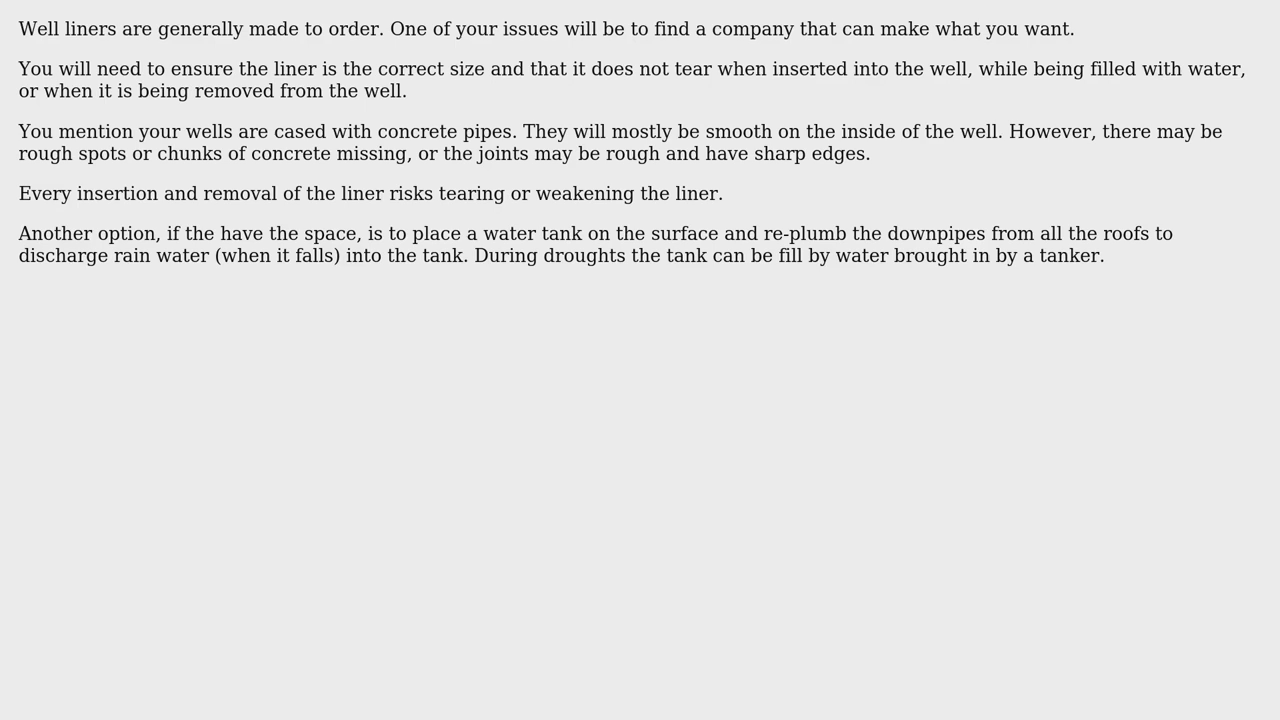 Well liners are generally made to order. One of your issues will be to find a company that can make what you want.
You will need to ensure the liner is the correct size and that it does not tear when inserted into the well, while being filled with water,
or when it is being removed from the well.
You mention your wells are cased with concrete pipes. They will mostly be smooth on the inside of the well. However, there may be
rough spots or chunks of concrete missing, or the joints may be rough and have sharp edges.
Every insertion and removal of the liner risks tearing or weakening the liner.
Another option, if the have the space, is to place a water tank on the surface and re-plumb the downpipes from all the roofs to
discharge rain water (when it falls) into the tank. During droughts the tank can be fill by water brought in by a tanker.